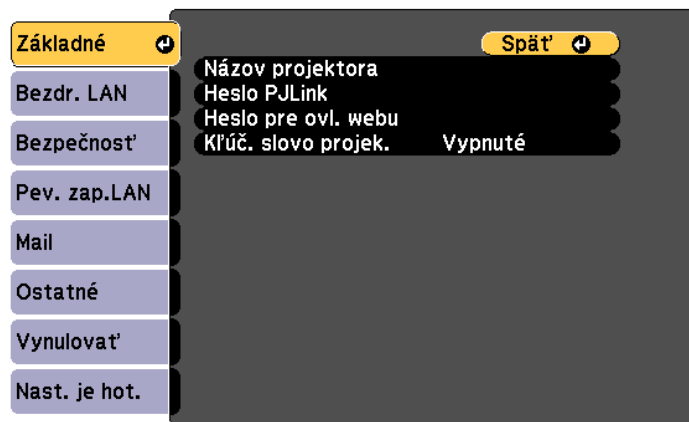 Základné
Bezdr. LAN
Bezpečnosť
Pev. zap.LAN
Mail
Ostatné
Vynulovať
Nast. je hot.
Späť
Názov projektora
Heslo PJLink
Heslo pre ovl. webu
Kľúč. slovo projek. Vypnuté